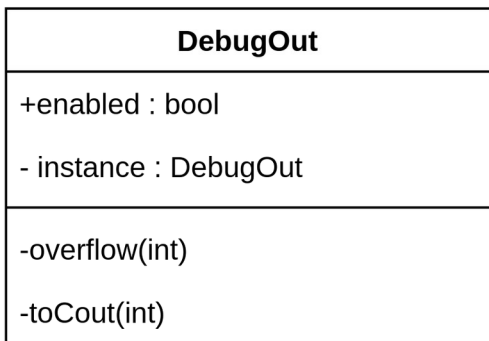 DebugOut
+enabled : bool
- instance : DebugOut
-overflow(int)
-toCout(int)